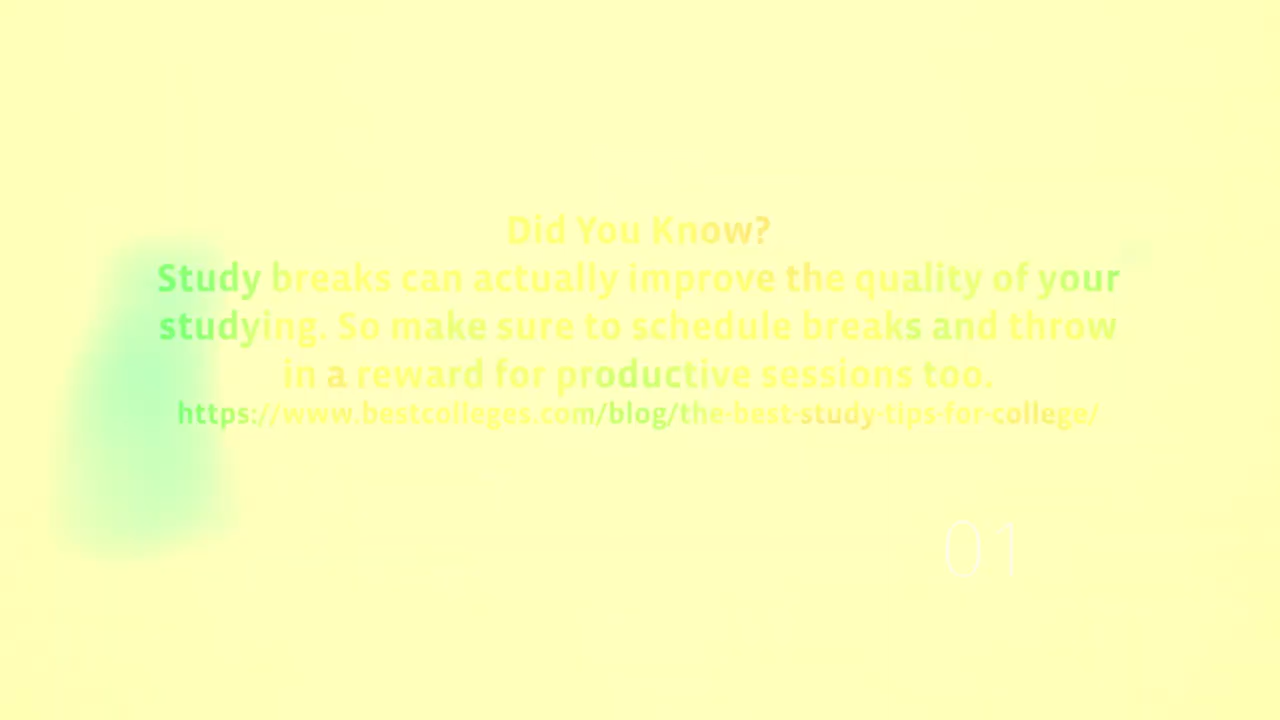 Did You Know?
Study breaks can actually improve the quality of your
studying. So make sure to schedule breaks and throw
in a reward for productive sessions too.
https://www.bestcolleges.com/blog/the-best-study-tips-for-college/
01